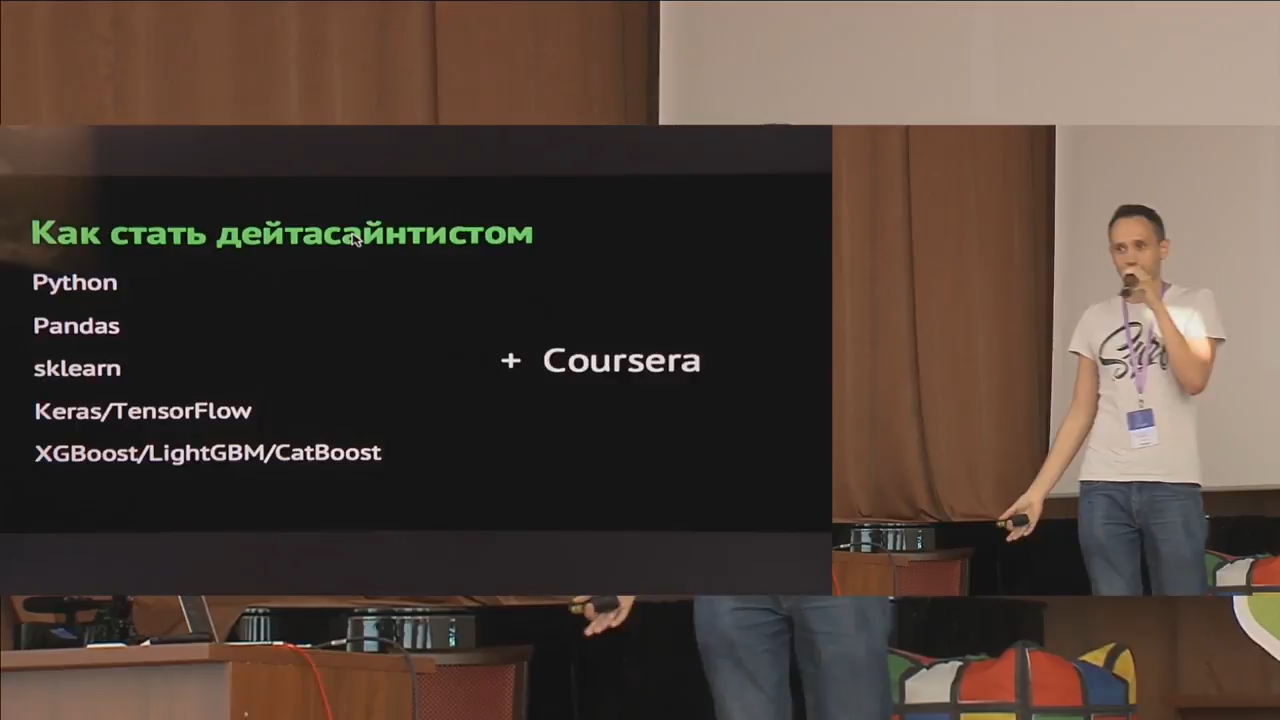 Как стать дейтасайнтистом
Python
Pandas
sklearn
Keras/TensorFlow
XGBoost/LightGBM/CatBoost
+ Coursera